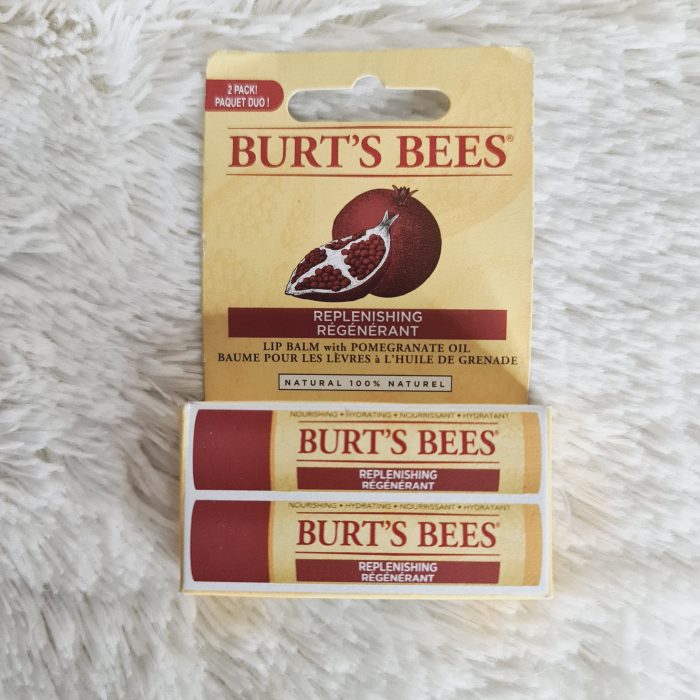 2 PACK!
PAQUET DUO !
BURT'S BEES®
REPLENISHING
RÉGÉNÉRANT
LIP BALM with POMEGRANATE OIL
BAUME POUR LES LÈVRES à L'HUILE DE GRENADE
NATURAL 100% NATUREL
NOURISHING • HYDRATING • NOURRISSANT • HYDRATANT
BURT'S BEES®
REPLENISHING
RÉGÉNÉRANT
NOURISHING • HYDRATING • NOURRISSANT • HYDRATANT
BURT'S BEES®
REPLENISHING
RÉGÉNÉRANT